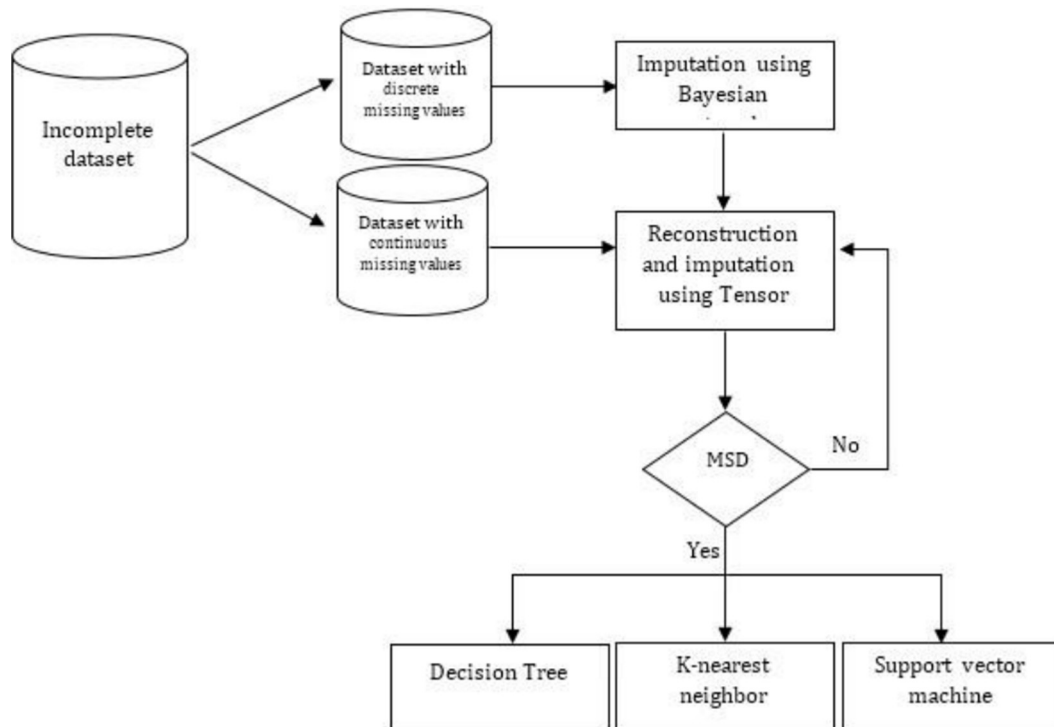 Incomplete
dataset
Dataset with
discrete
missing values
Dataset with
continuous
missing values
Imputation using
Bayesian
Reconstruction
and imputation
using Tensor
MSD
No
Yes
Decision Tree
K-nearest
neighbor
Support vector
machine